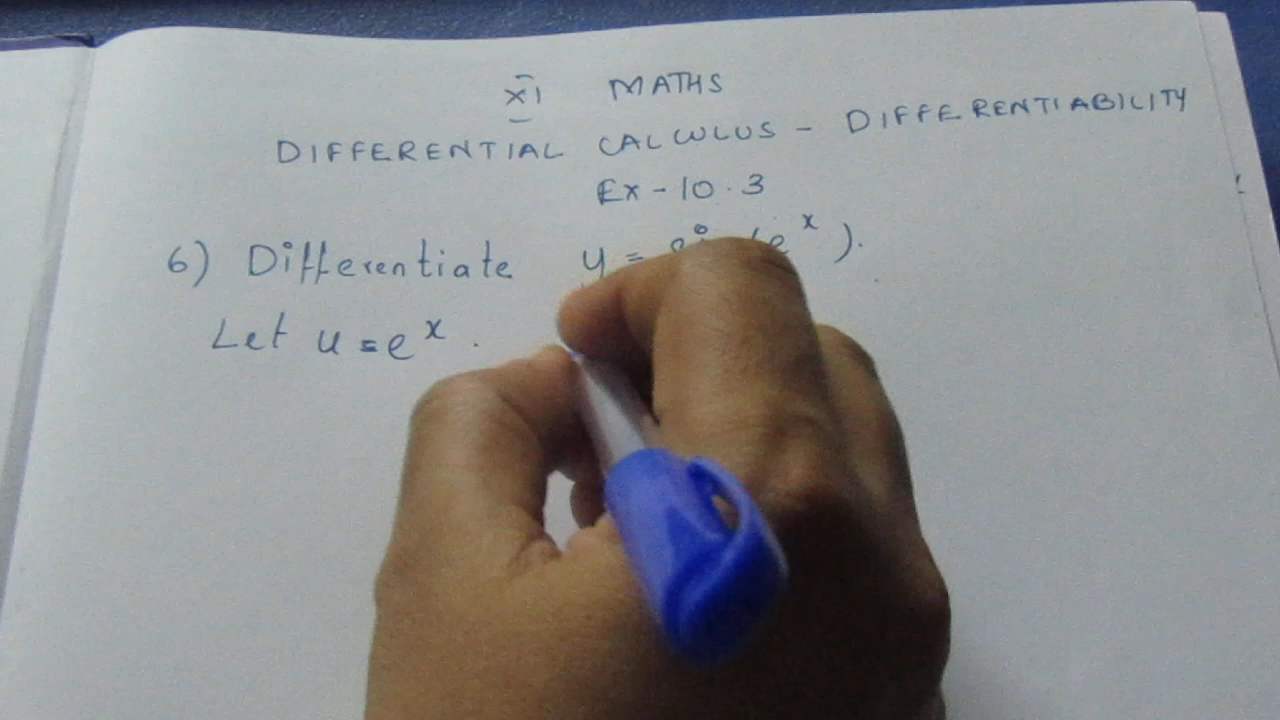 XI MATHS
DIFFERENTIAL CALCULUS - DIFFERENTIABILITY
Ex - 10.3
6) Differentiate y = (e^x).
Let u = e^x.